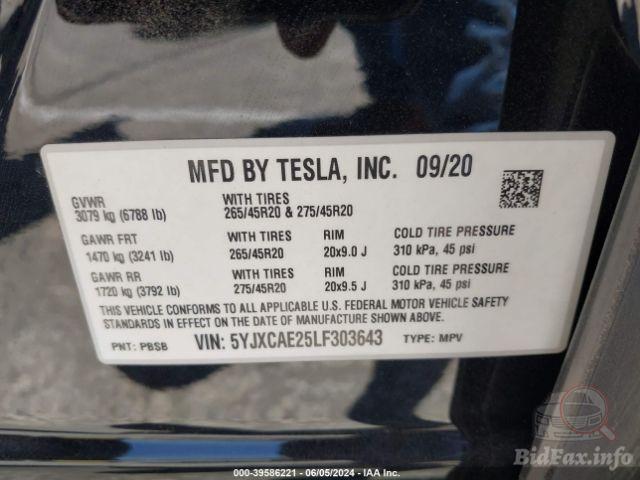 MFD BY TESLA, INC. 09/20
GVWR
3079 kg (6788 lb)
WITH TIRES
265/45R20 & 275/45R20
GAWR FRT WITH TIRES RIM COLD TIRE PRESSURE
1470 kg (3241 lb) 265/45R20 20x9.0 J 310 kPa, 45 psi
GAWR RR WITH TIRES RIM COLD TIRE PRESSURE
1720 kg (3792 lb) 275/45R20 20x9.5 J 310 kPa, 45 psi
THIS VEHICLE CONFORMS TO ALL APPLICABLE U.S. FEDERAL MOTOR VEHICLE SAFETY
STANDARDS IN EFFECT ON THE DATE OF MANUFACTURE SHOWN ABOVE.
PNT: PBSB VIN: 5YJXCAE25LF303643 TYPE: MPV
BidFax.info
000-39586221 - 06/05/2024 - IAA Inc.